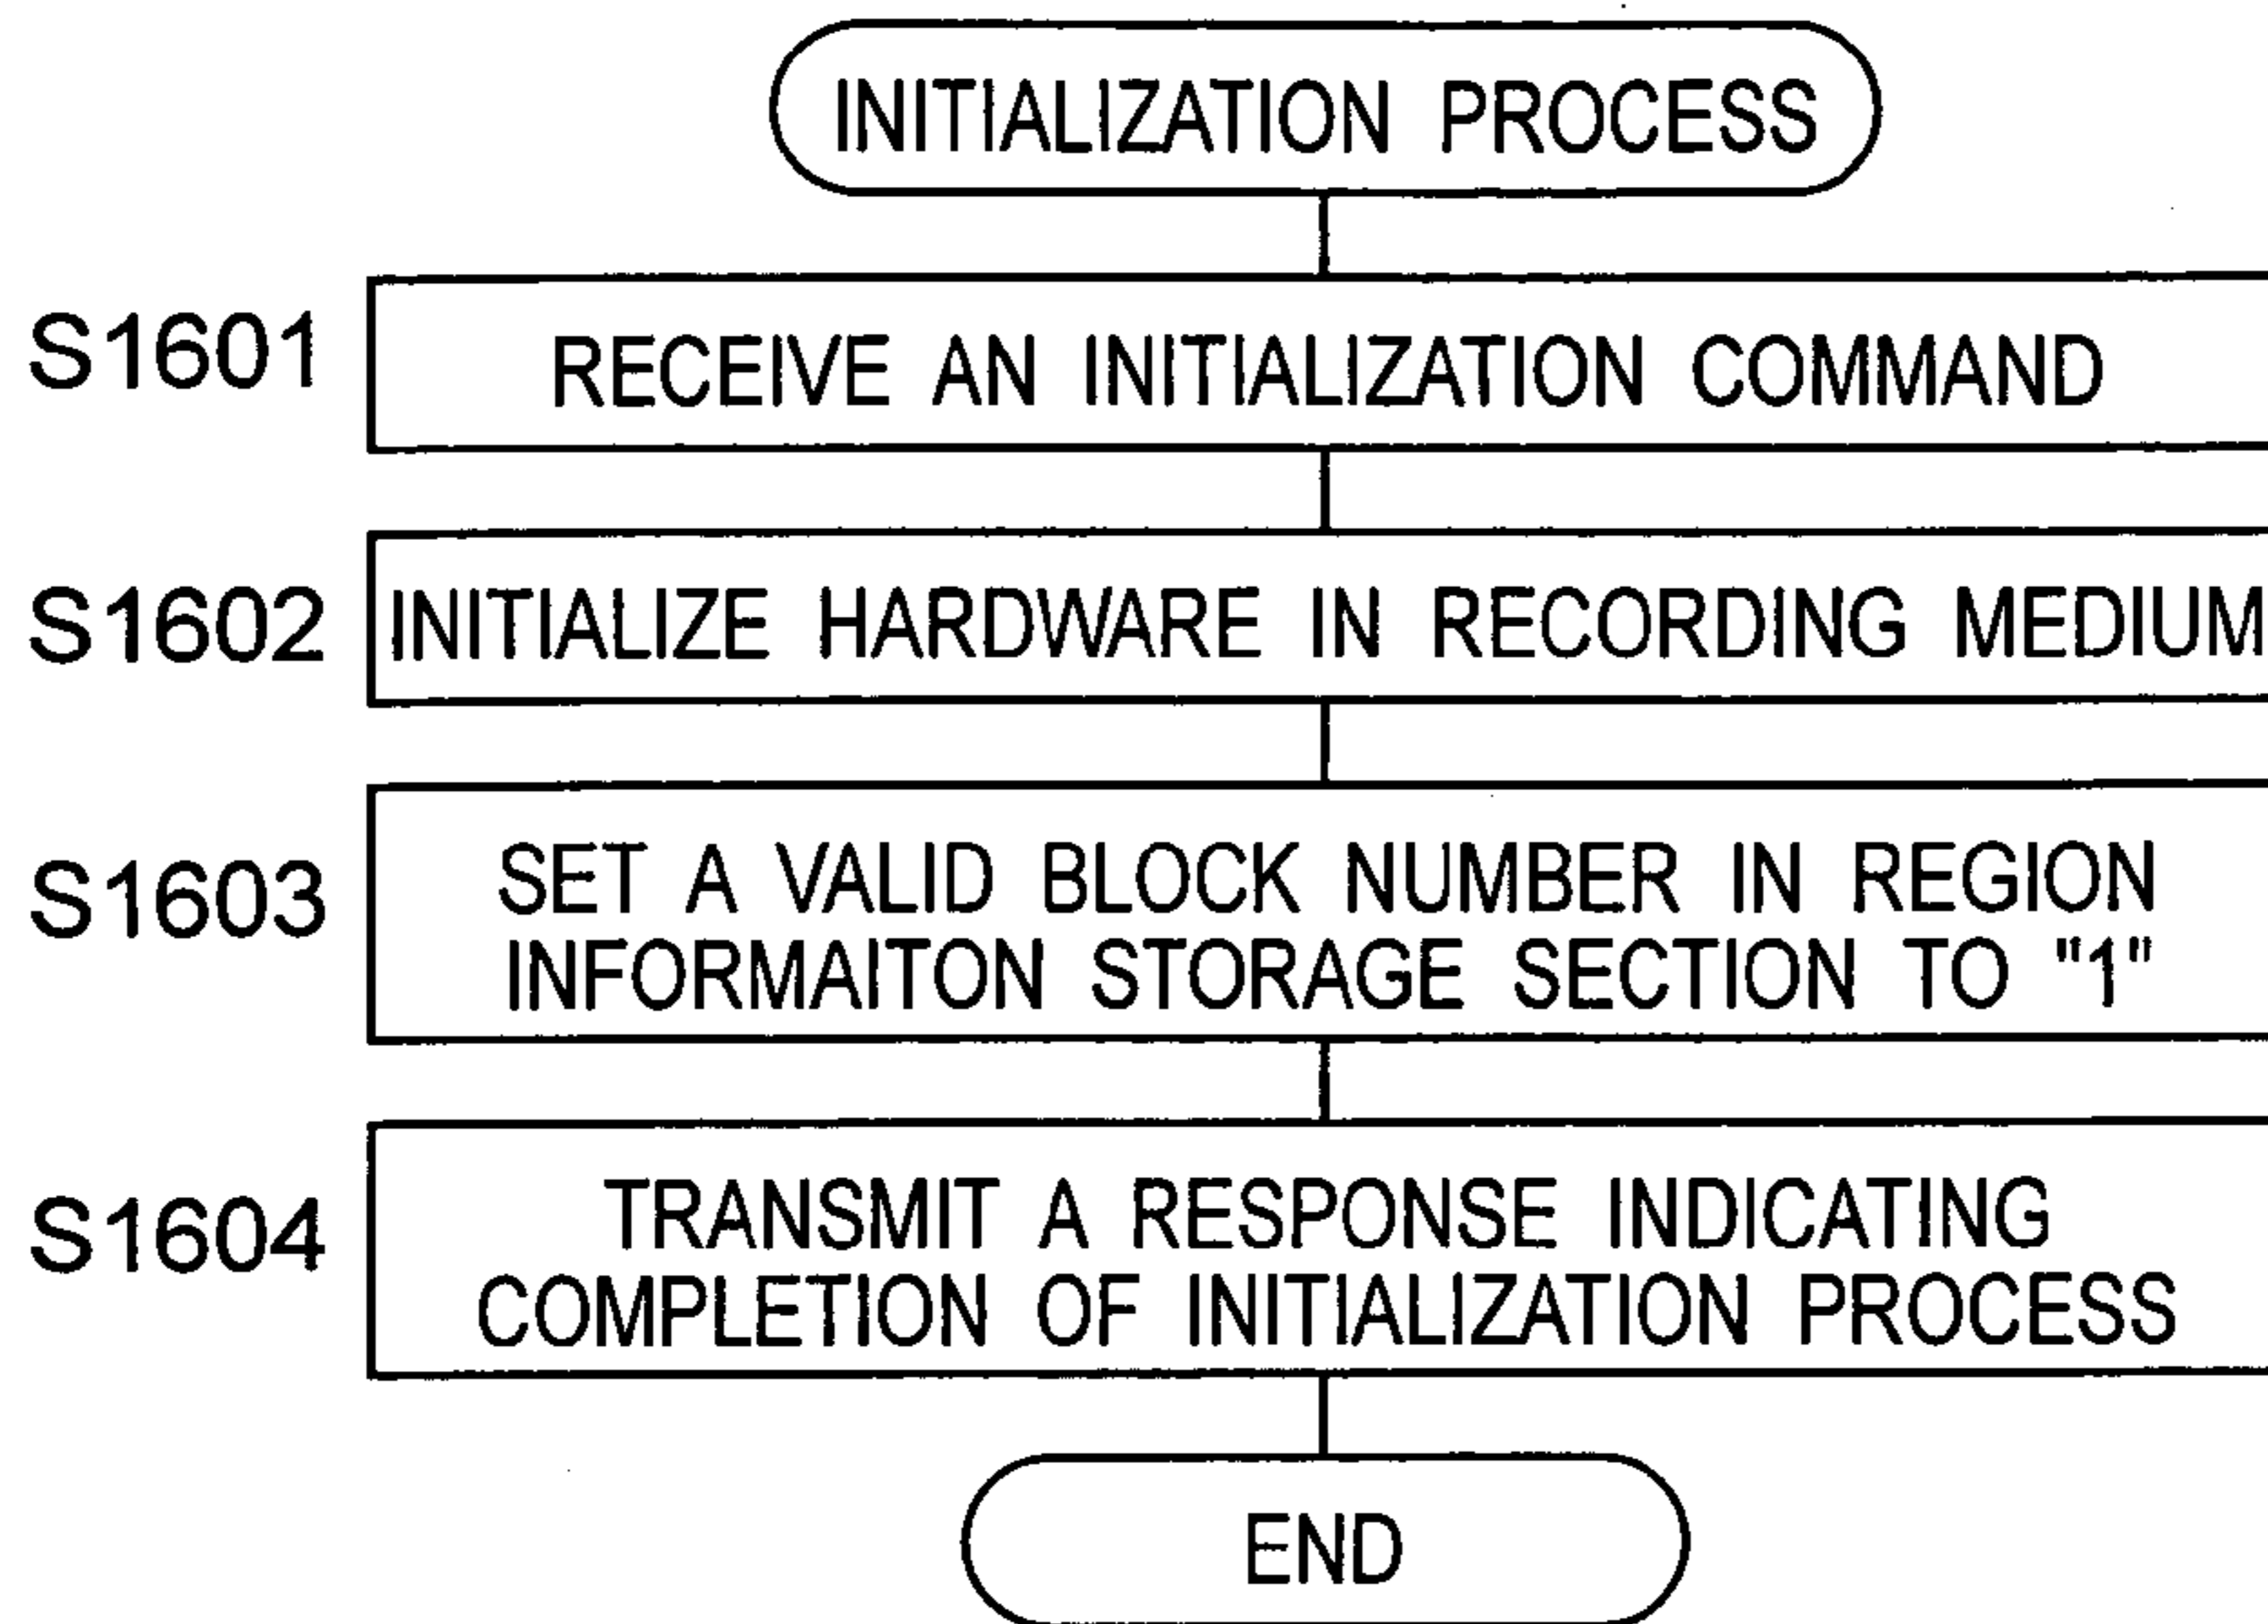 INITIALIZATION PROCESS
S1601 RECEIVE AN INITIALIZATION COMMAND
S1602 INITIALIZE HARDWARE IN RECORDING MEDIUM
S1603 SET A VALID BLOCK NUMBER IN REGION
INFORMAITON STORAGE SECTION TO "1"
S1604 TRANSMIT A RESPONSE INDICATING
COMPLETION OF INITIALIZATION PROCESS
END